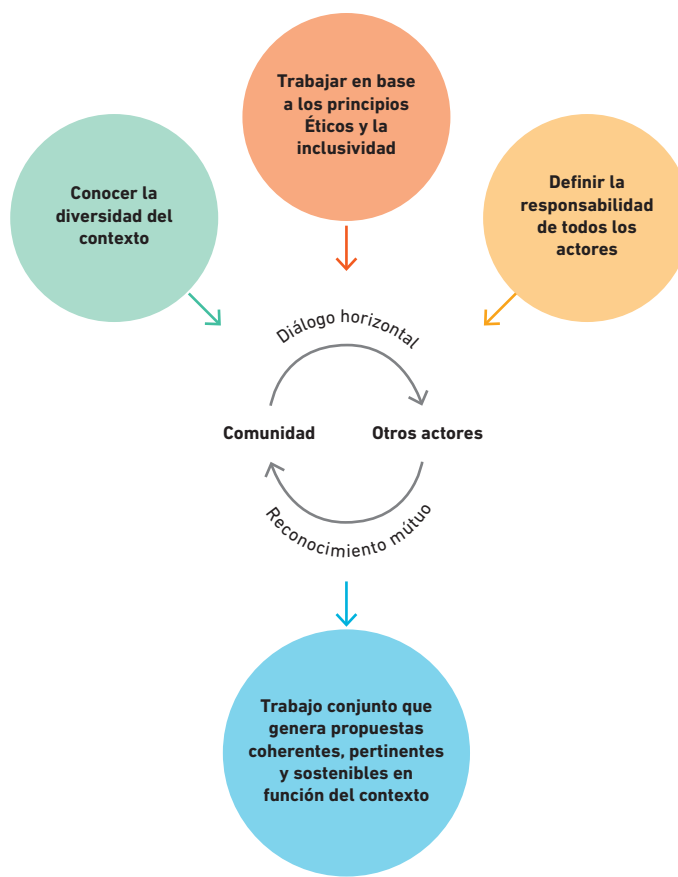 Trabajar en base
a los principios
Éticos y la
inclusividad
Conocer la
diversidad del
contexto
Definir la
responsabilidad
de todos los
actores
Diálogo horizontal
Comunidad
Otros actores
Reconocimiento mútuo
Trabajo conjunto que
genera propuestas
coherentes, pertinentes
y sostenibles en
función del contexto